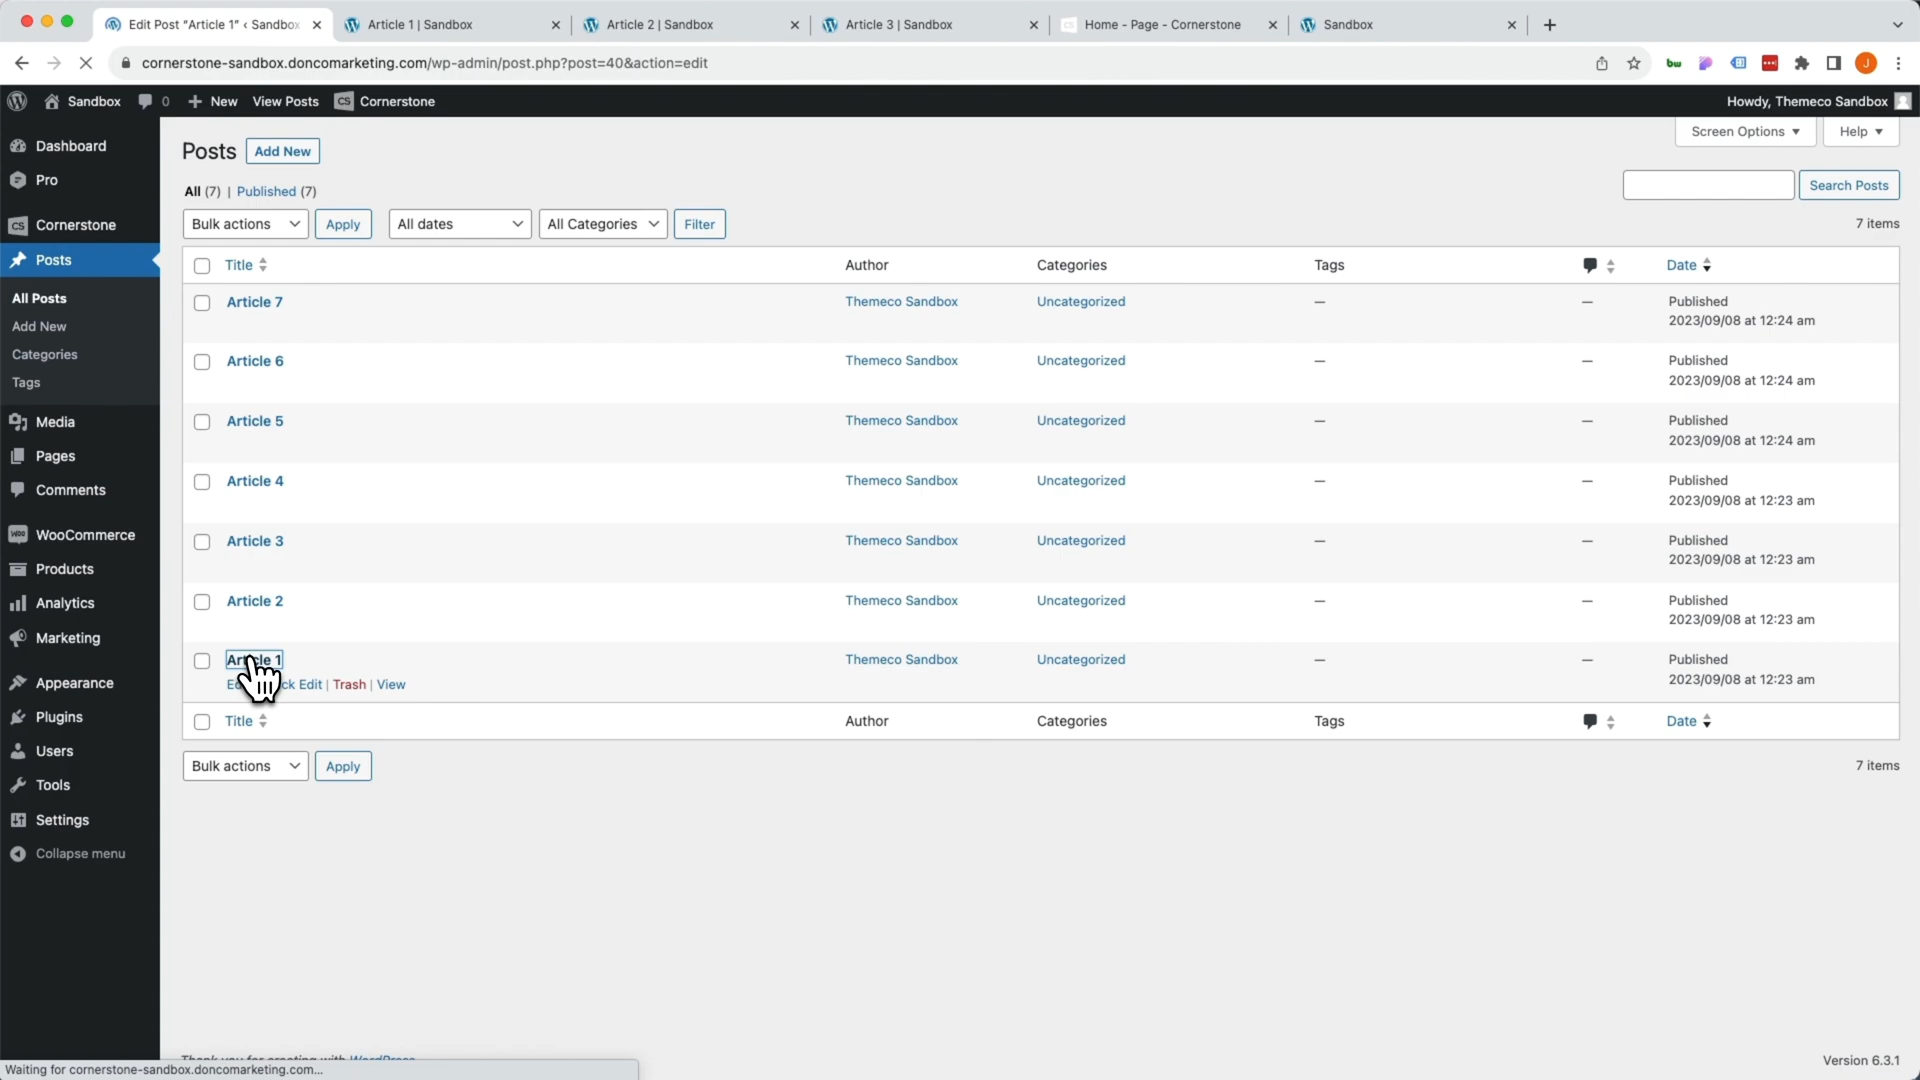 Edit Post "Article 1" ‹ Sandbox
Article 1 | Sandbox
Article 2 | Sandbox
Article 3 | Sandbox
Home - Page - Cornerstone
Sandbox
cornerstone-sandbox.doncomarketing.com/wp-admin/post.php?post=40&action=edit
bw
J
Sandbox
0
New
View Posts
CS Cornerstone
Howdy, Themeco Sandbox
Dashboard
Pro
CS Cornerstone
Posts
All Posts
Add New
Categories
Tags
Media
Pages
Comments
WooCommerce
Products
Analytics
Marketing
Appearance
Plugins
Users
Tools
Settings
Collapse menu
Screen Options
Help
Posts Add New
All (7) | Published (7)
Search Posts
Bulk actions Apply All dates All Categories Filter
7 items
Title Author Categories Tags Date
Article 7 Themeco Sandbox Uncategorized — — Published
2023/09/08 at 12:24 am
Article 6 Themeco Sandbox Uncategorized — — Published
2023/09/08 at 12:24 am
Article 5 Themeco Sandbox Uncategorized — — Published
2023/09/08 at 12:24 am
Article 4 Themeco Sandbox Uncategorized — — Published
2023/09/08 at 12:23 am
Article 3 Themeco Sandbox Uncategorized — — Published
2023/09/08 at 12:23 am
Article 2 Themeco Sandbox Uncategorized — — Published
2023/09/08 at 12:23 am
Article 1 Themeco Sandbox Uncategorized — — Published
Edit | Trash | View 2023/09/08 at 12:23 am
Title Author Categories Tags Date
Bulk actions Apply
7 items
Thank you for creating with WordPress
Version 6.3.1
Waiting for cornerstone-sandbox.doncomarketing.com...